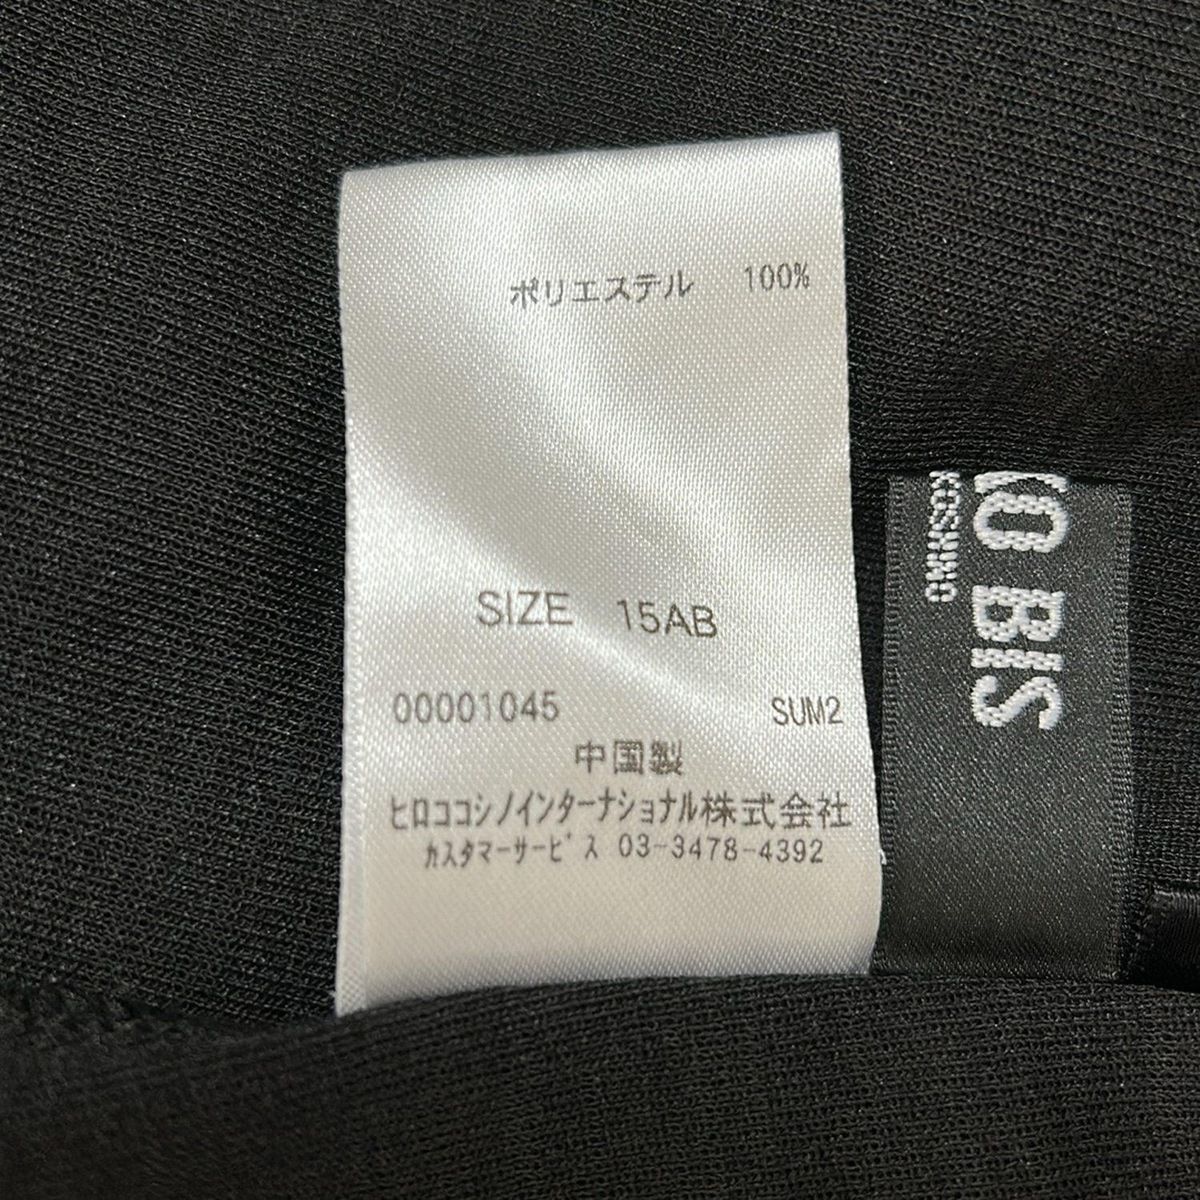 ポリエステル 100%
SIZE 15AB
00001045 SUM2
中国製
ヒロココシノインターナショナル株式会社
カスタマーサービス 03-3478-4392
KO BIS
KOSHINO